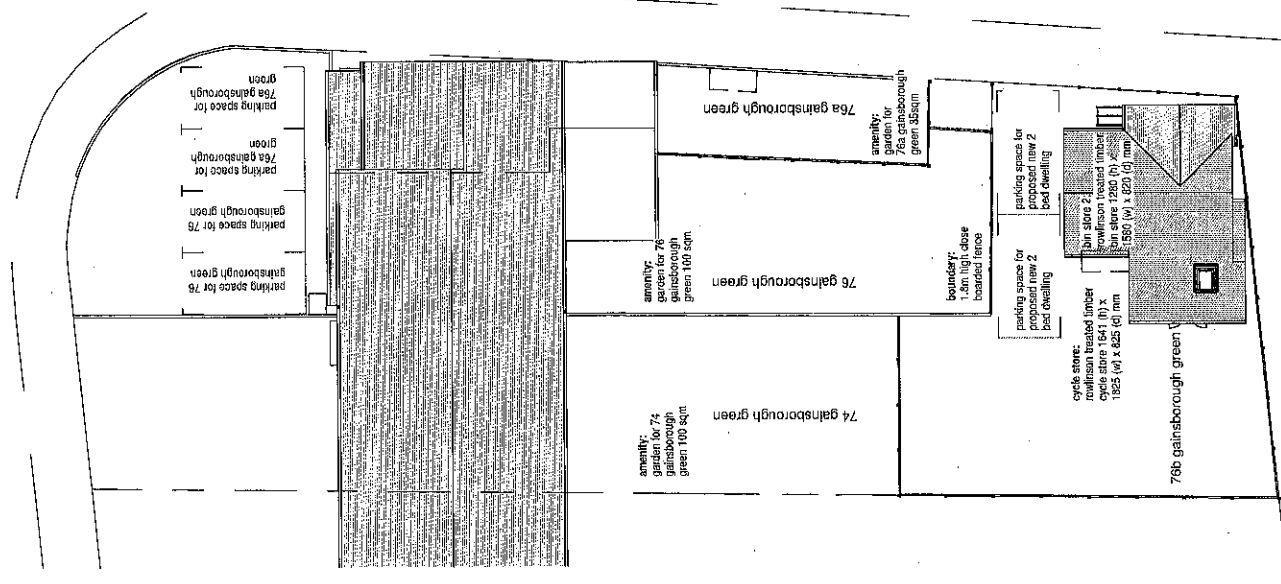 parking space for
76a gainsborough
green
parking space for
76a gainsborough
green
parking space for 76
gainsborough green
parking space for 76
gainsborough green
76a gainsborough green
amenity:
garden for
76a gainsborough
green 35sqm
amenity:
garden for 76
gainsborough
green 100 sqm
76 gainsborough green
boundary:
1.8m high close
boarded fence
amenity:
garden for 74
gainsborough
green 100 sqm
74 gainsborough green
parking space for
proposed new 2
bed dwelling
parking space for
proposed new 2
bed dwelling
bin store 2:
rowlinson treated timber
bin store 1280 (h) x
1580 (w) x 820 (d) mm
cycle store:
rowlinson treated timber
cycle store 1641 (h) x
1825 (w) x 825 (d) mm
76b gainsborough green